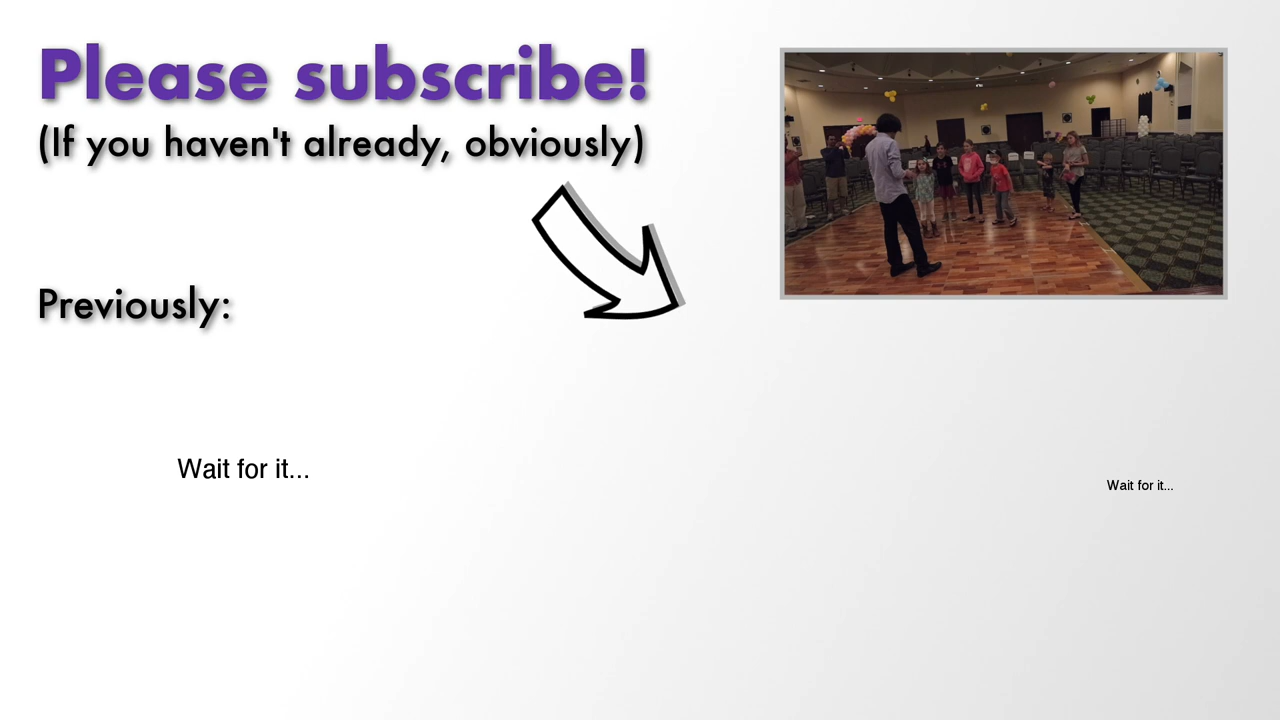 Please subscribe!
(If you haven't already, obviously)
Previously:
Wait for it...
Wait for it...